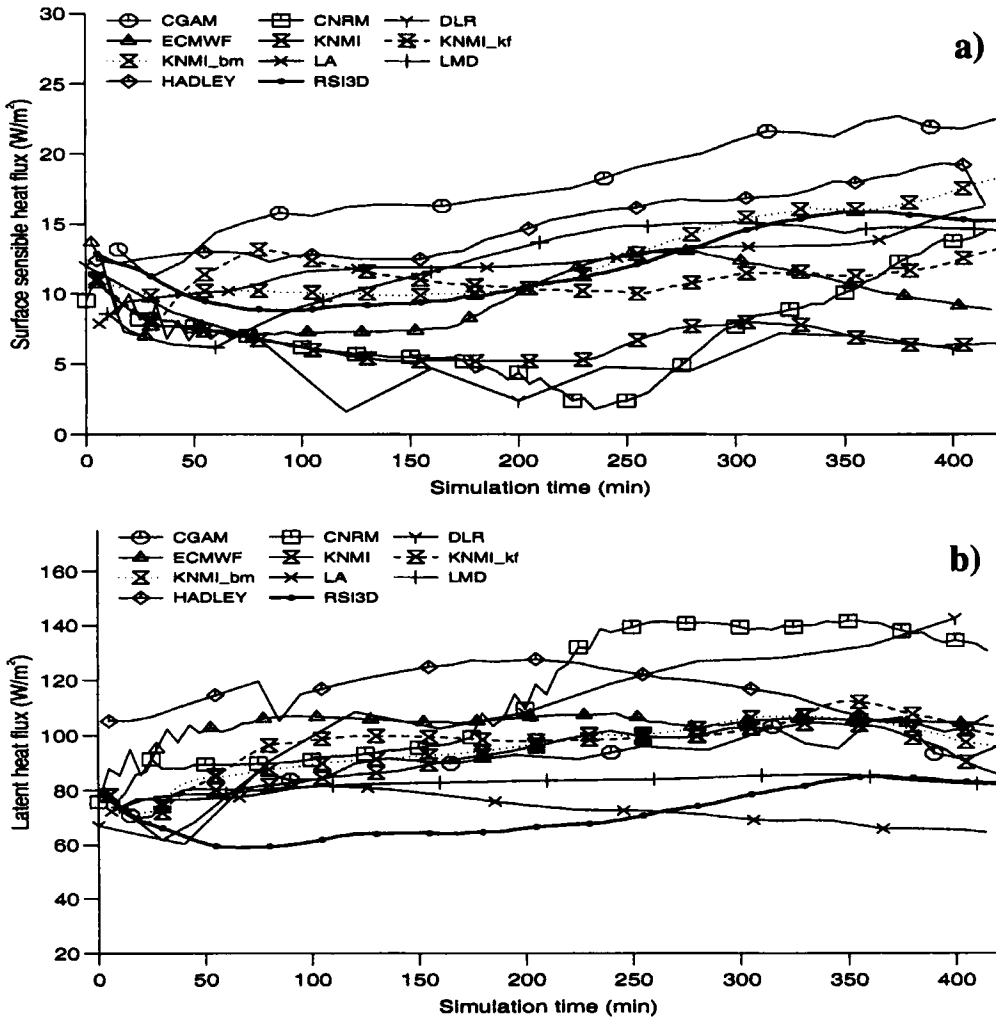 a)
CGAM CNRM DLR
ECMWF KNMI KNMI_kf
KNMI_bm LA LMD
HADLEY RSI3D
Surface sensible heat flux (W/m²)
30
25
20
15
10
5
0
0 50 100 150 200 250 300 350 400
Simulation time (min)
b)
CGAM CNRM DLR
ECMWF KNMI KNMI_kf
KNMI_bm LA LMD
HADLEY RSI3D
Latent heat flux (W/m²)
160
140
120
100
80
60
40
20
0 50 100 150 200 250 300 350 400
Simulation time (min)